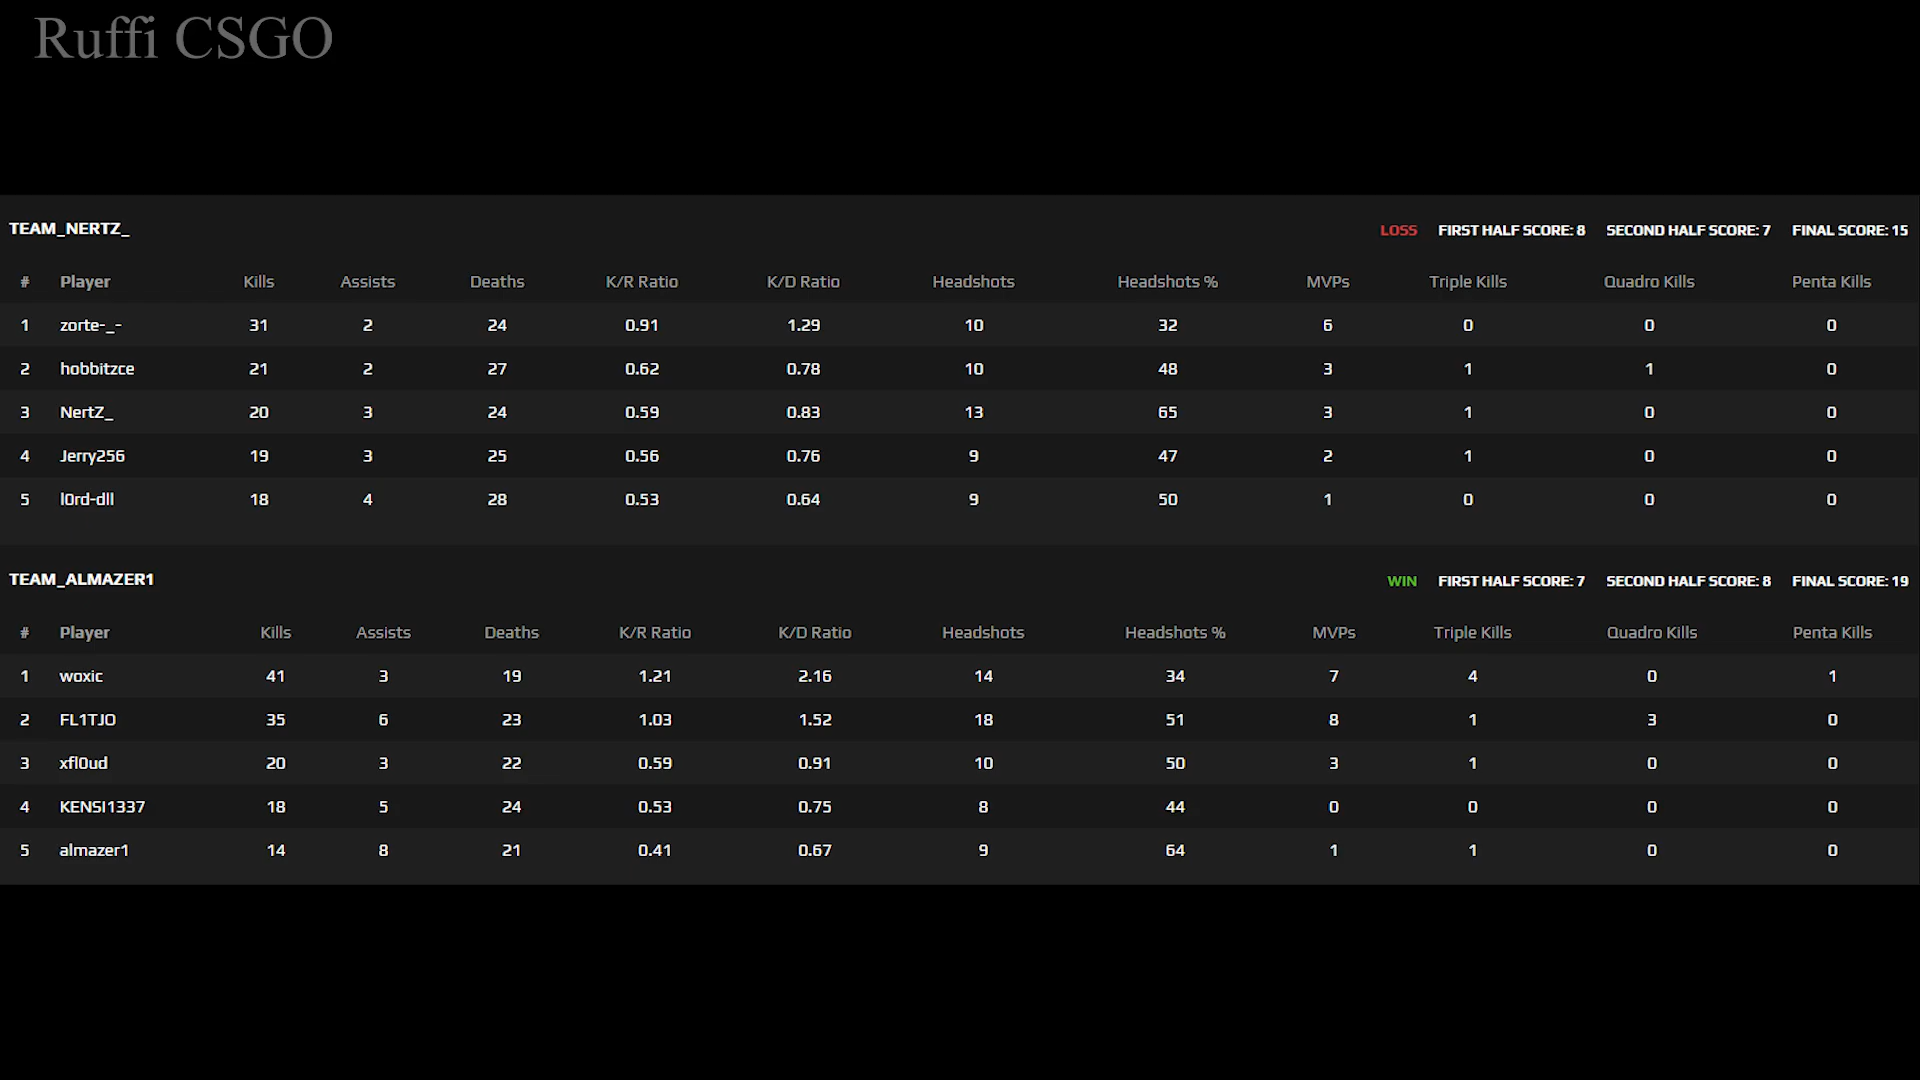 Ruffi CSGO
TEAM_NERTZ_ LOSS FIRST HALF SCORE: 8 SECOND HALF SCORE: 7 FINAL SCORE: 15
# Player Kills Assists Deaths K/R Ratio K/D Ratio Headshots Headshots % MVPs Triple Kills Quadro Kills Penta Kills
1 zorte-_- 31 2 24 0.91 1.29 10 32 6 0 0 0
2 hobbitzce 21 2 27 0.62 0.78 10 48 3 1 1 0
3 NertZ_ 20 3 24 0.59 0.83 13 65 3 1 0 0
4 Jerry256 19 3 25 0.56 0.76 9 47 2 1 0 0
5 l0rd-dll 18 4 28 0.53 0.64 9 50 1 0 0 0
TEAM_ALMAZER1 WIN FIRST HALF SCORE: 7 SECOND HALF SCORE: 8 FINAL SCORE: 19
# Player Kills Assists Deaths K/R Ratio K/D Ratio Headshots Headshots % MVPs Triple Kills Quadro Kills Penta Kills
1 woxic 41 3 19 1.21 2.16 14 34 7 4 0 1
2 FL1TJO 35 6 23 1.03 1.52 18 51 8 1 3 0
3 xfl0ud 20 3 22 0.59 0.91 10 50 3 1 0 0
4 KENSI1337 18 5 24 0.53 0.75 8 44 0 0 0 0
5 almazer1 14 8 21 0.41 0.67 9 64 1 1 0 0